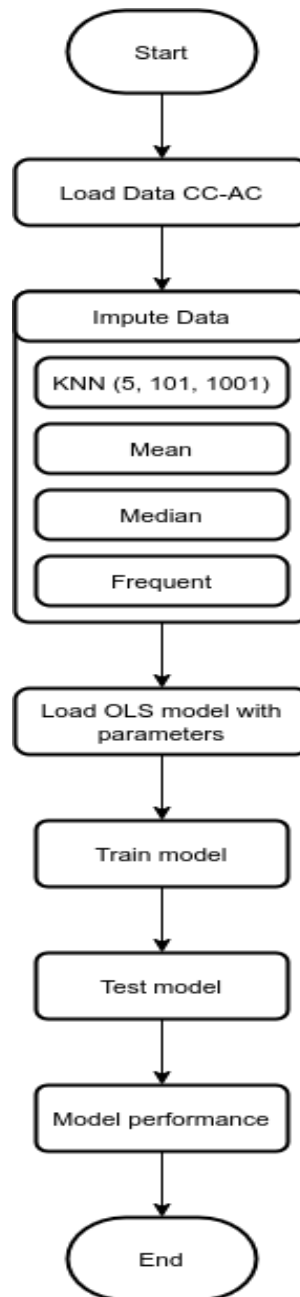 Start
Load Data CC-AC
Impute Data
KNN (5, 101, 1001)
Mean
Median
Frequent
Load OLS model with
parameters
Train model
Test model
Model performance
End